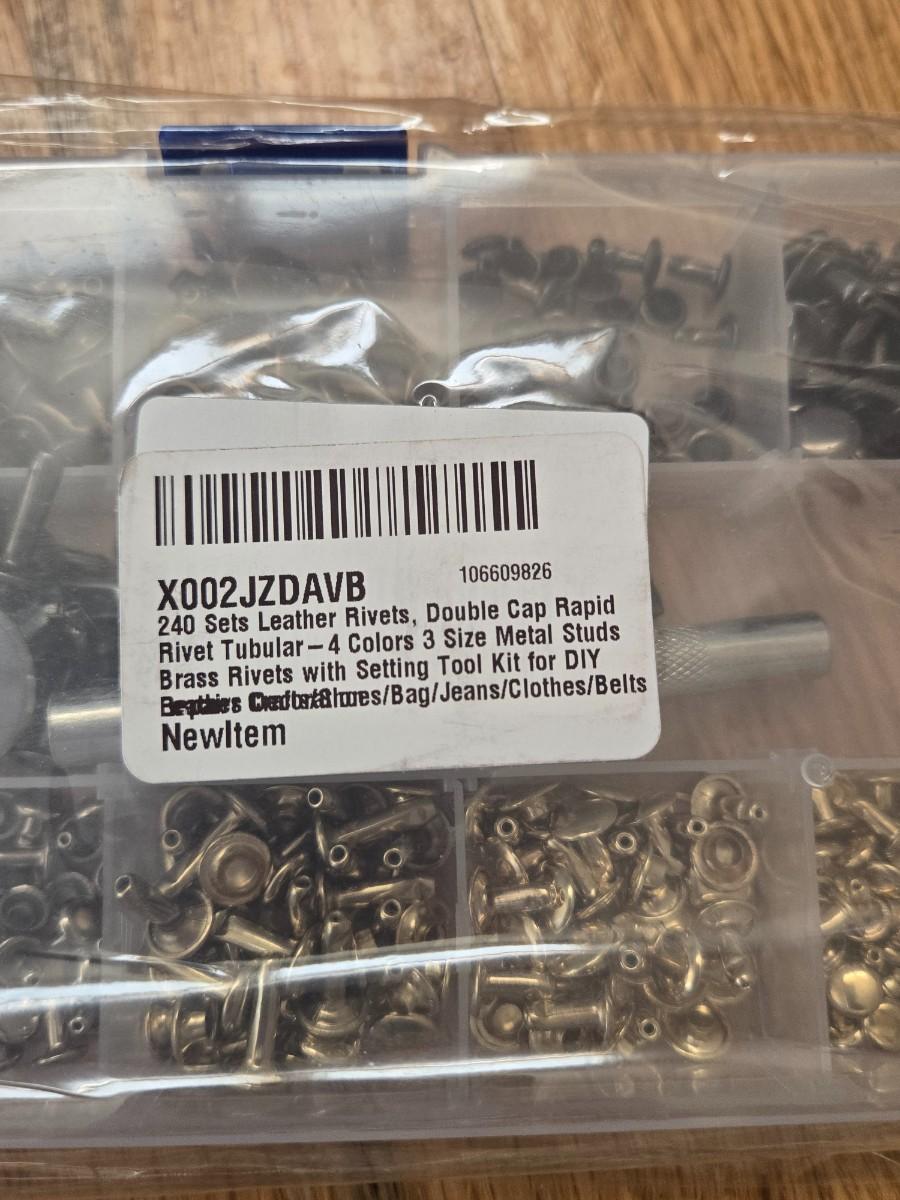 X002JZDAVB
106609826
240 Sets Leather Rivets, Double Cap Rapid
Rivet Tubular–4 Colors 3 Size Metal Studs
Brass Rivets with Setting Tool Kit for DIY
/Bag/Jeans/Clothes/Belts
NewItem